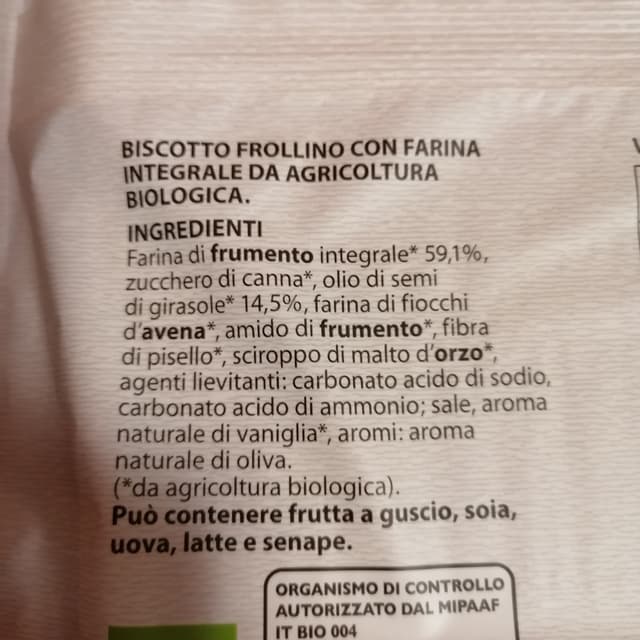 BISCOTTO FROLLINO CON FARINA
INTEGRALE DA AGRICOLTURA
BIOLOGICA.
INGREDIENTI
Farina di frumento integrale* 59,1%,
zucchero di canna*, olio di semi
di girasole* 14,5%, farina di fiocchi
d'avena*, amido di frumento*, fibra
di pisello*, sciroppo di malto d'orzo*,
agenti lievitanti: carbonato acido di sodio,
carbonato acido di ammonio; sale, aroma
naturale di vaniglia*, aromi: aroma
naturale di oliva.
(*da agricoltura biologica).
Può contenere frutta a guscio, soia,
uova, latte e senape.
ORGANISMO DI CONTROLLO
AUTORIZZATO DAL MIPAAF
IT BIO 004